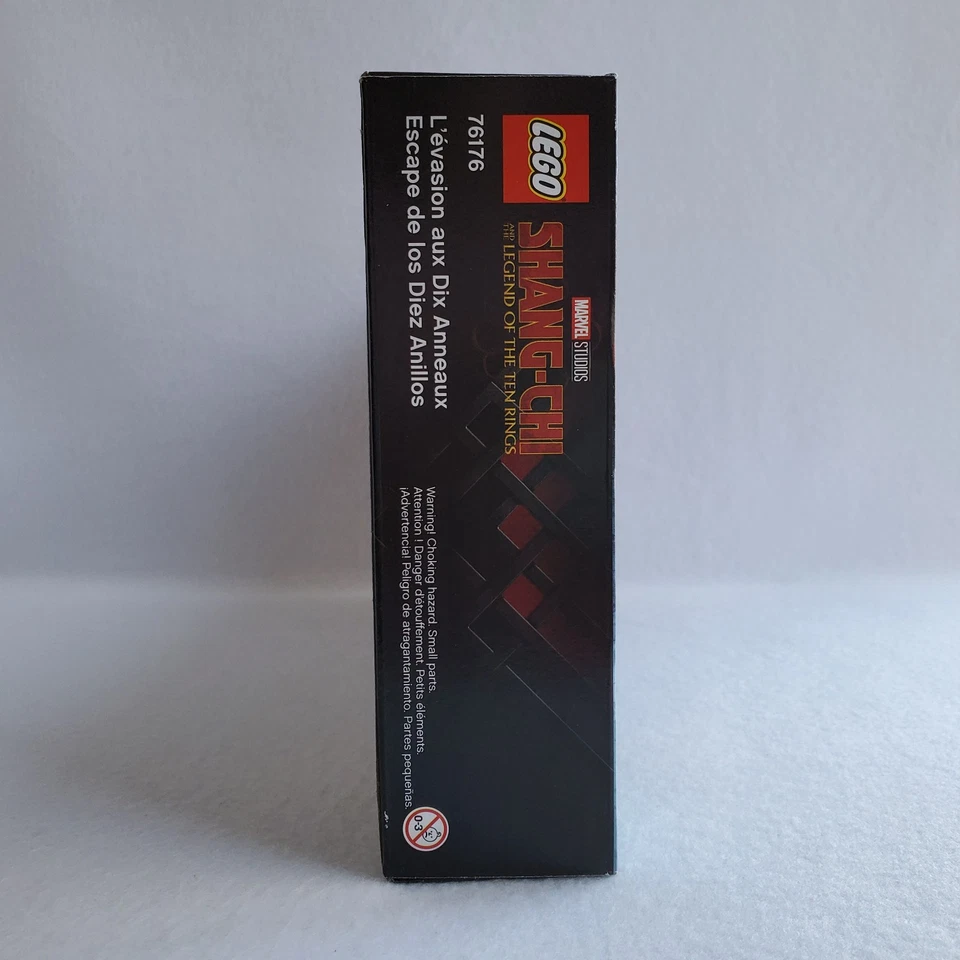 LEGO
MARVEL STUDIOS
SHANG-CHI
AND THE LEGEND OF THE TEN RINGS
76176
L'évasion aux Dix Anneaux
Escape de los Diez Anillos
Warning! Choking hazard. Small parts.
Attention ! Danger d'étouffement. Petits éléments.
¡Advertencia! Peligro de atragantamiento. Partes pequeñas.
0-3